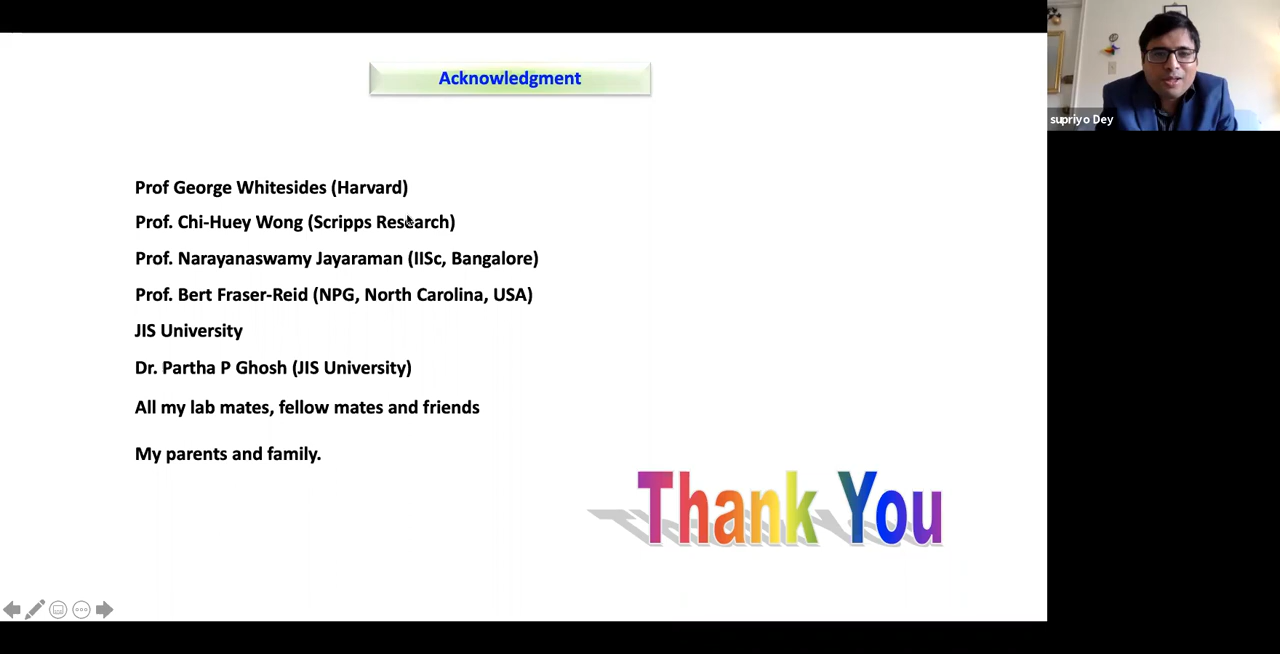 Acknowledgment
Prof George Whitesides (Harvard)
Prof. Chi-Huey Wong (Scripps Research)
Prof. Narayanaswamy Jayaraman (IISc, Bangalore)
Prof. Bert Fraser-Reid (NPG, North Carolina, USA)
JIS University
Dr. Partha P Ghosh (JIS University)
All my lab mates, fellow mates and friends
My parents and family.
Thank You
supriyo Dey